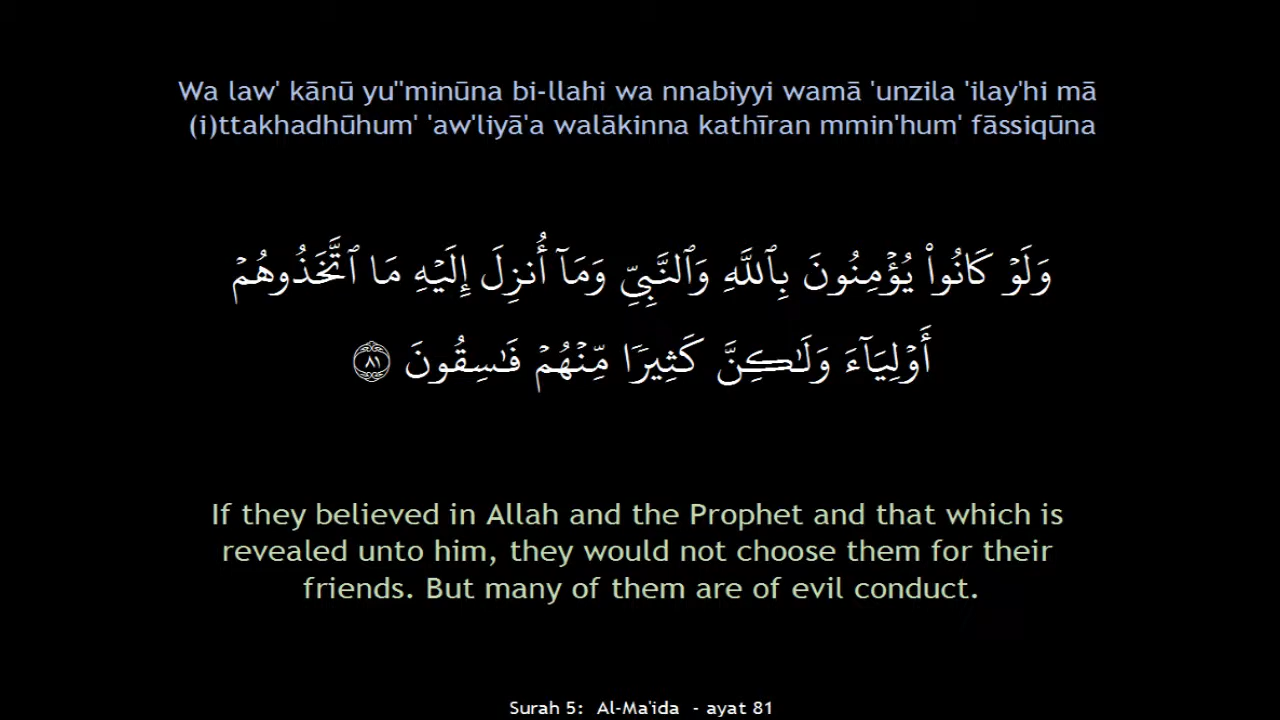 Wa law' kānū yu"minūna bi-llahi wa nnabiyyi wamā 'unzila 'ilay'hi mā
(i)ttakhadhūhum' 'aw'liyā'a walākinna kathīran mmin'hum' fāssiqūna
وَلَوۡ كَانُواْ يُؤۡمِنُونَ بِٱللَّهِ وَٱلنَّبِيِّ وَمَآ أُنزِلَ إِلَيۡهِ مَا ٱتَّخَذُوهُمۡ
أَوۡلِيَآءَ وَلَٰكِنَّ كَثِيرٗا مِّنۡهُمۡ فَٰسِقُونَ ٨١
If they believed in Allah and the Prophet and that which is
revealed unto him, they would not choose them for their
friends. But many of them are of evil conduct.
Surah 5: Al-Ma'ida - ayat 81